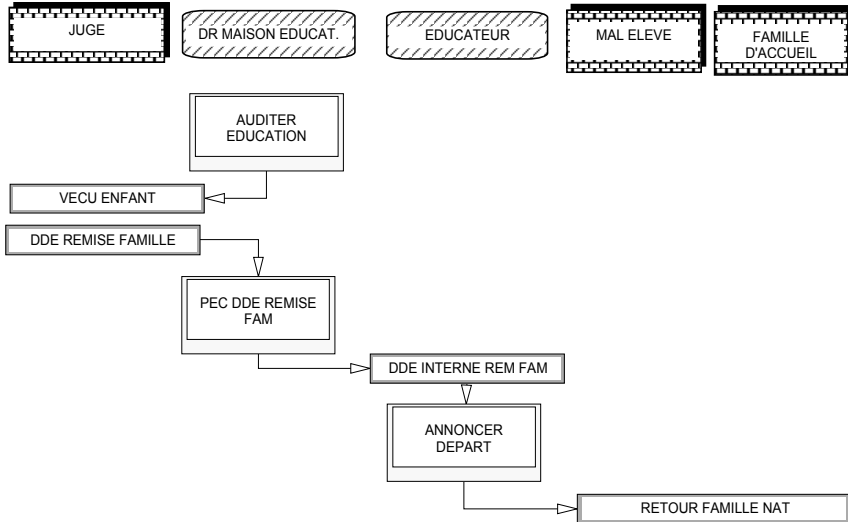 JUGE
DR MAISON EDUCAT.
EDUCATEUR
MAL ELEVE
FAMILLE
D'ACCUEIL
AUDITER
EDUCATION
VECU ENFANT
DDE REMISE FAMILLE
PEC DDE REMISE
FAM
DDE INTERNE REM FAM
ANNONCER
DEPART
RETOUR FAMILLE NAT